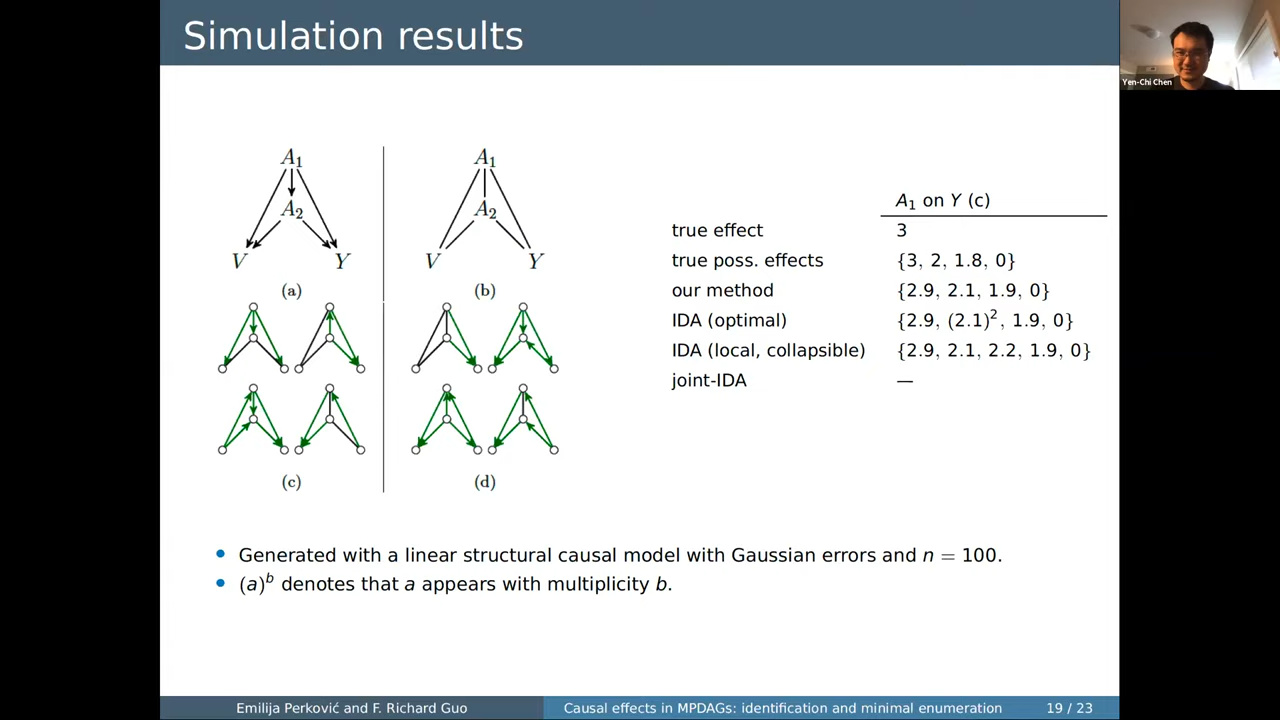 Simulation results
Yen-Chi Chen
A₁
A₂
V
Y
(a)
A₁
A₂
V
Y
(b)
(c)
(d)
A₁ on Y (c)
true effect 3
true poss. effects {3, 2, 1.8, 0}
our method {2.9, 2.1, 1.9, 0}
IDA (optimal) {2.9, (2.1)², 1.9, 0}
IDA (local, collapsible) {2.9, 2.1, 2.2, 1.9, 0}
joint-IDA —
• Generated with a linear structural causal model with Gaussian errors and n = 100.
• (a)ᵇ denotes that a appears with multiplicity b.
Emilija Perković and F. Richard Guo
Causal effects in MPDAGs: identification and minimal enumeration
19 / 23